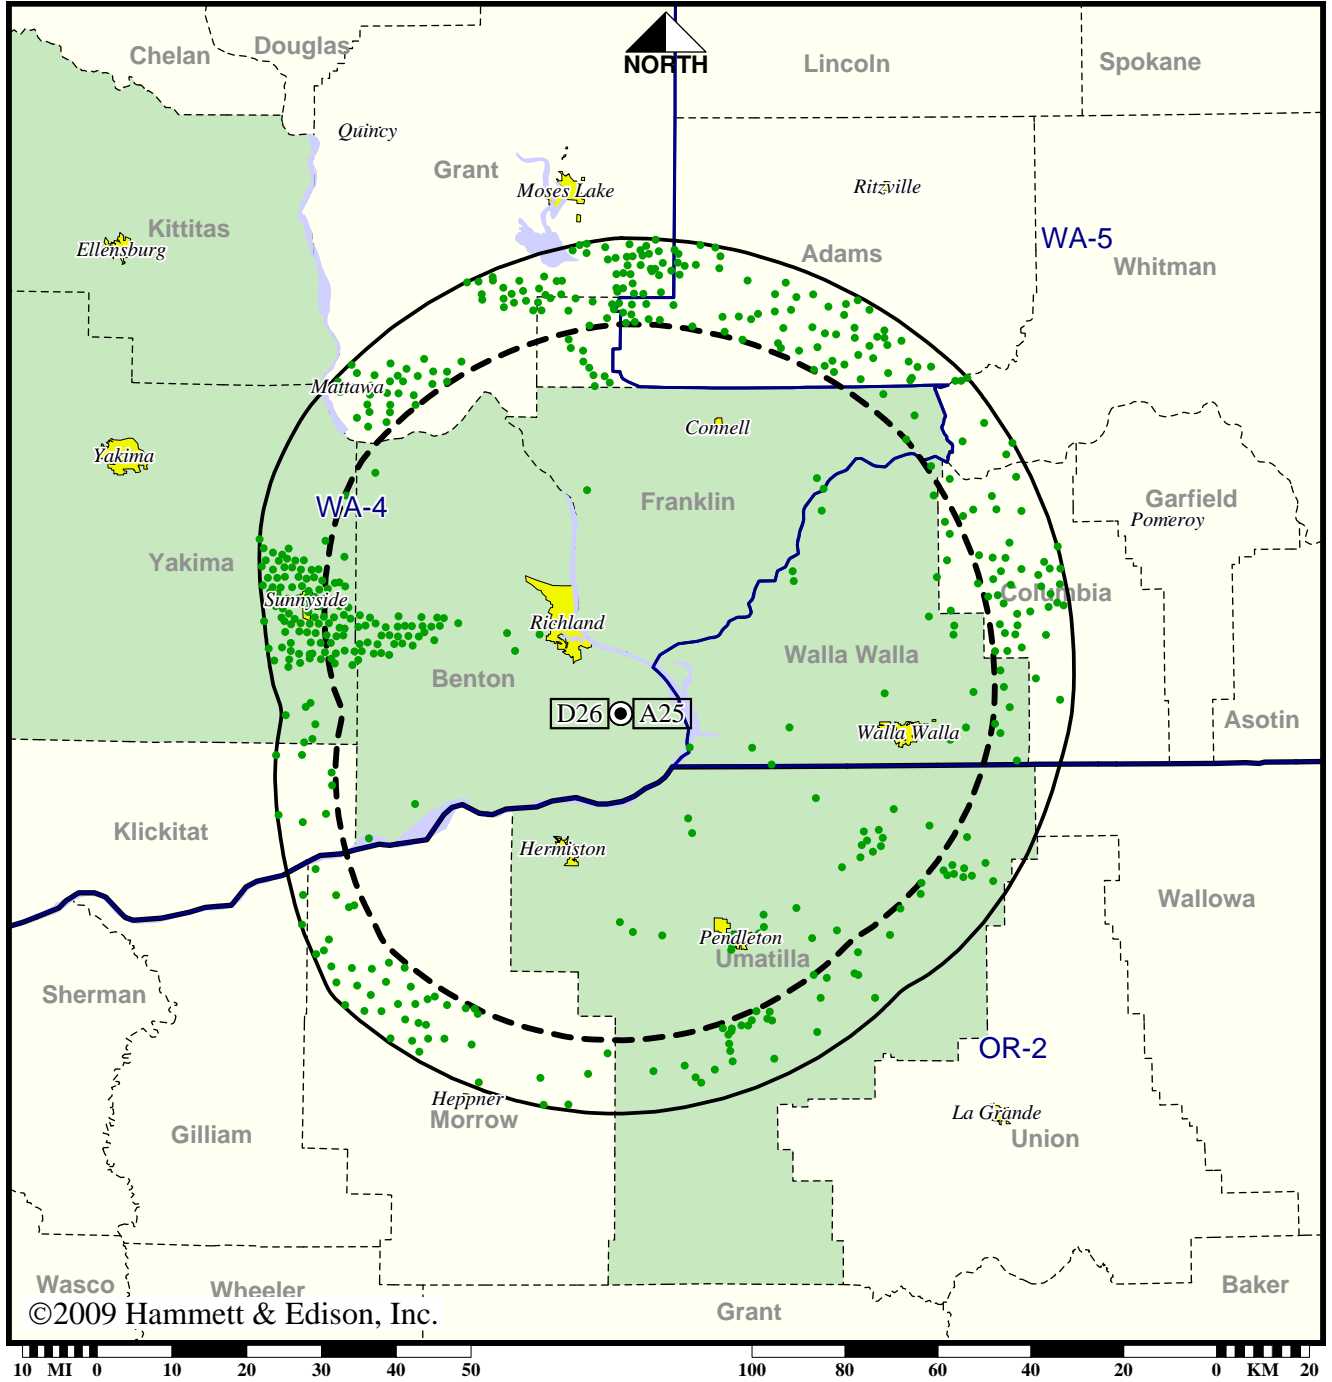 Chelan
Douglas
NORTH
Lincoln
Spokane
Quincy
Grant
Moses Lake
Ritzville
Kittitas
Ellensburg
Adams
WA-5
Whitman
Mattawa
Connell
Yakima
WA-4
Franklin
Garfield
Pomeroy
Yakima
Sunnyside
Columbia
Richland
Walla Walla
Benton
D26
A25
Walla Walla
Asotin
Klickitat
Hermiston
Wallowa
Pendleton
Umatilla
Sherman
OR-2
Heppner
Morrow
La Grande
Union
Gilliam
Wasco
Wheeler
Baker
Grant
©2009 Hammett & Edison, Inc.
10 MI 0 10 20 30 40 50 100 80 60 40 20 0 KM 20